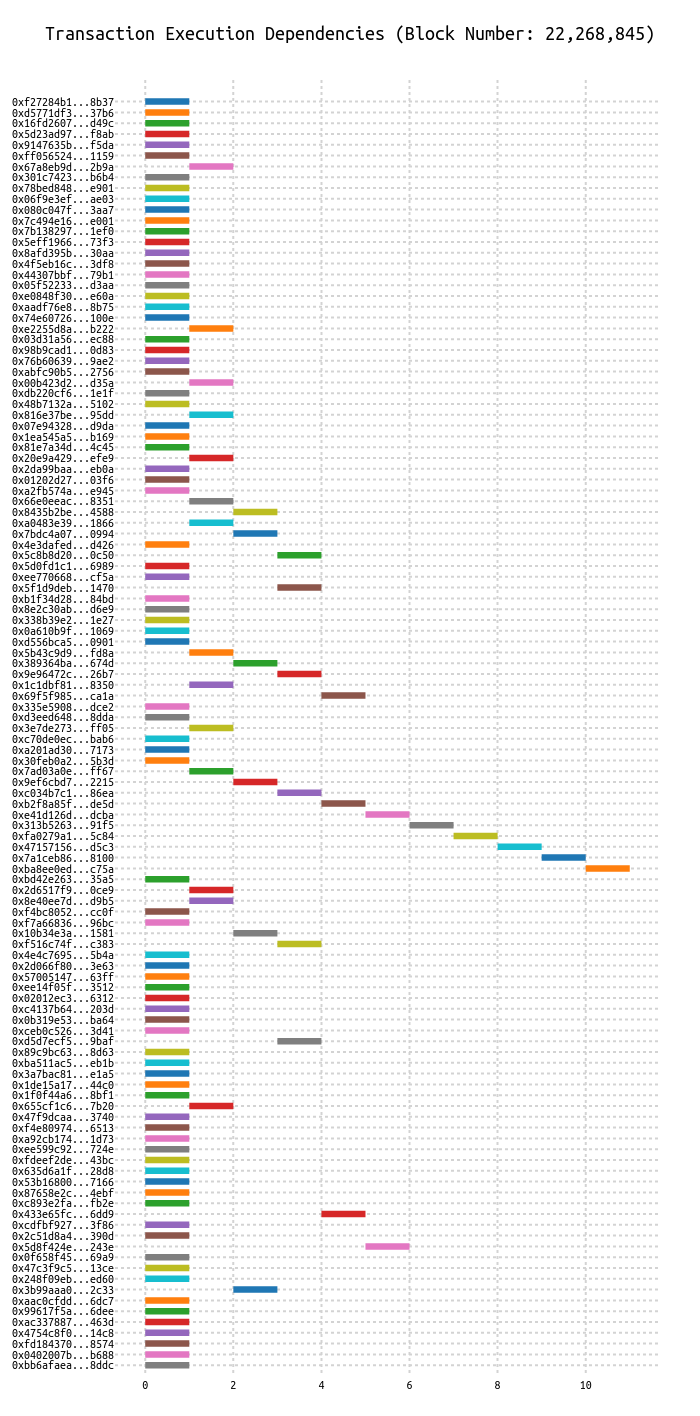 Transaction Execution Dependencies (Block Number: 22,268,845)
0xf27284b1...8b37
0xd5771df3...37b6
0x16fd2607...d49c
0x5d23ad97...f8ab
0x9147635b...f5da
0xff056524...1159
0x67a8eb9d...2b9a
0x301c7423...b6b4
0x78bed848...e901
0x06f9e3ef...ae03
0x080c047f...3aa7
0x7c494e16...e001
0x7b138297...1ef0
0x5eff1966...73f3
0x8afd395b...30aa
0x4f5eb16c...3df8
0x44307bbf...79b1
0x05f52233...d3aa
0xe0848f30...e60a
0xaadf76e8...8b75
0x74e60726...100e
0xe2255d8a...b222
0x03d31a56...ec88
0x98b9cad1...0d83
0x76b60639...9ae2
0xabfc90b5...2756
0x00b423d2...d35a
0xdb220cf6...1e1f
0x48b7132a...5102
0x816e37be...95dd
0x07e94328...d9da
0x1ea545a5...b169
0x81e7a34d...4c45
0x20e9a429...efe9
0x2da99baa...eb0a
0x01202d27...03f6
0xa2fb574a...e945
0x66e0eeac...8351
0x8435b2be...4588
0xa0483e39...1866
0x7bdc4a07...0994
0x4e3dafed...d426
0x5c8b8d20...0c50
0x5d0fd1c1...6989
0xee770668...cf5a
0x5f1d9deb...1470
0xb1f34d28...84bd
0x8e2c30ab...d6e9
0x338b39e2...1e27
0x0a610b9f...1069
0xd556bca5...0901
0x5b43c9d9...fd8a
0x389364ba...674d
0x9e96472c...26b7
0x1c1dbf81...8350
0x69f5f985...ca1a
0x335e5908...dce2
0xd3eed648...8dda
0x3e7de273...ff05
0xc70de0ec...bab6
0xa201ad30...7173
0x30feb0a2...5b3d
0x7ad03a0e...ff67
0x9ef6cbd7...2215
0xc034b7c1...86ea
0xb2f8a85f...de5d
0xe41d126d...dcba
0x313b5263...91f5
0xfa0279a1...5c84
0x47157156...d5c3
0x7a1ceb86...8100
0xba8ee0ed...c75a
0xbd42e263...35a5
0x2d6517f9...0ce9
0x8e40ee7d...d9b5
0xf4bc8052...cc0f
0xf7a66836...96bc
0x10b34e3a...1581
0xf516c74f...c383
0x4e4c7695...5b4a
0x2d066f80...3e63
0x57005147...63ff
0xee14f05f...3512
0x02012ec3...6312
0xc4137b64...203d
0x0b319e53...ba64
0xceb0c526...3d41
0xd5d7ecf5...9baf
0x89c9bc63...8d63
0xba511ac5...eb1b
0x3a7bac81...e1a5
0x1de15a17...44c0
0x1f0f44a6...8bf1
0x655cf1c6...7b20
0x47f9dcaa...3740
0xf4e80974...6513
0xa92cb174...1d73
0xee599c92...724e
0xfdeef2de...43bc
0x635d6a1f...28d8
0x53b16800...7166
0x87658e2c...4ebf
0xc893e2fa...fb2e
0x433e65fc...6dd9
0xcdfbf927...3f86
0x2c51d8a4...390d
0x5d8f424e...243e
0x0f658f45...69a9
0x47c3f9c5...13ce
0x248f09eb...ed60
0x3b99aaa0...2c33
0xaac0cfdd...6dc7
0x99617f5a...6dee
0xac337887...463d
0x4754c8f0...14c8
0xfd184370...8574
0x0402007b...b688
0xbb6afaea...8ddc
0 2 4 6 8 10